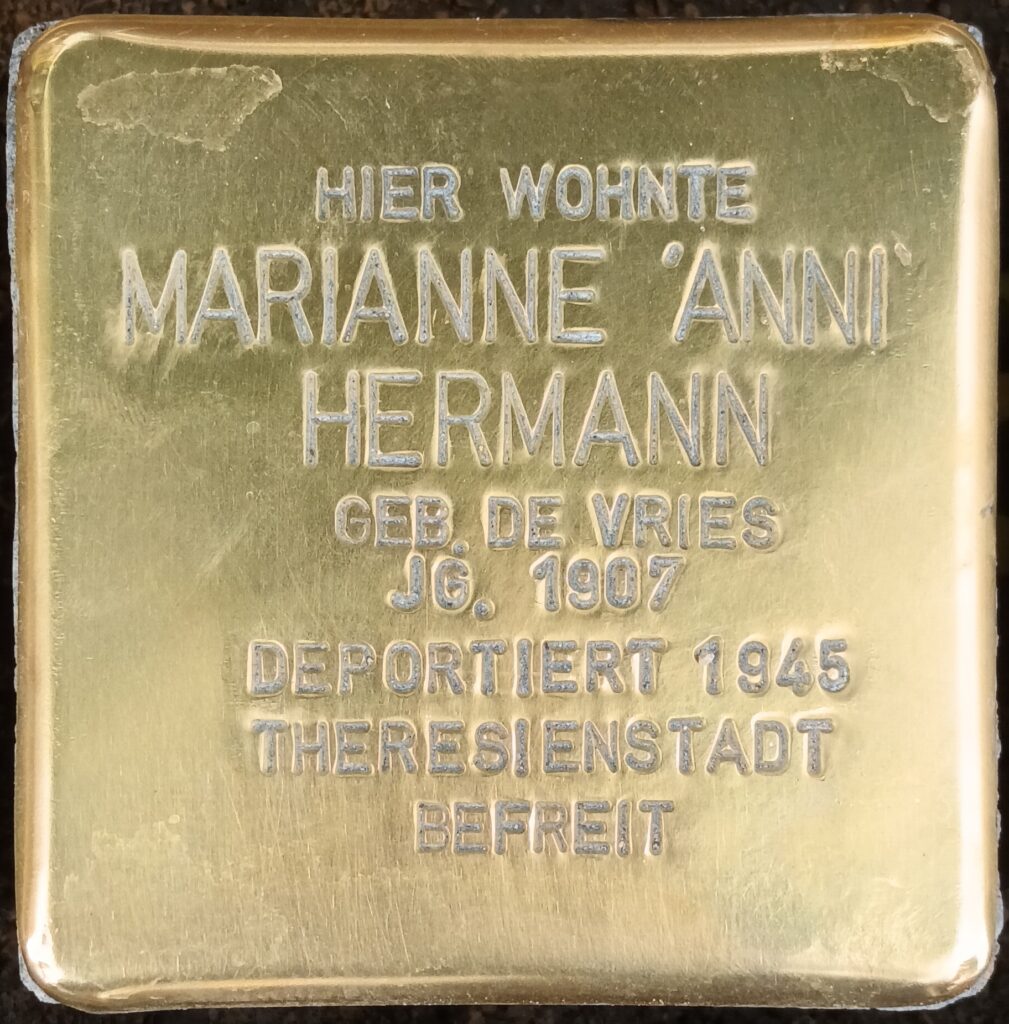 HIER WOHNTE
MARIANNE 'ANNI'
HERMANN
GEB. DE VRIES
JG. 1907
DEPORTIERT 1945
THERESIENSTADT
BEFREIT